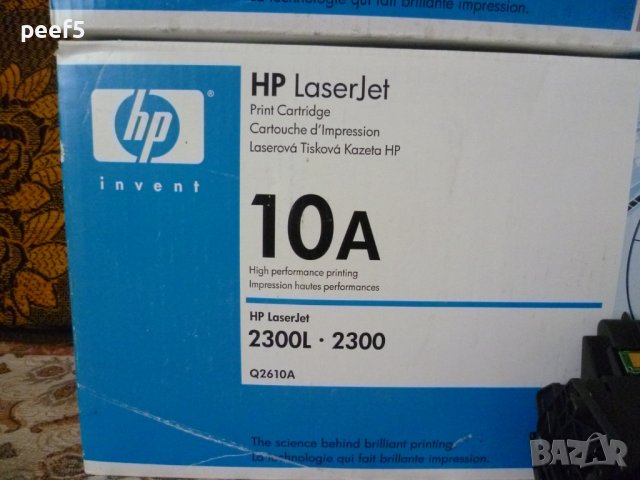 peef5
La technologie qui fait brillante impression.
hp
®
invent
HP LaserJet
Print Cartridge
Cartouche d'Impression
Laserová Tisková Kazeta HP
10A
High performance printing
Impression hautes performances
HP LaserJet
2300L · 2300
Q2610A
The science behind brilliant printing.
La technologie qui fait brillante impression.
BAZAR